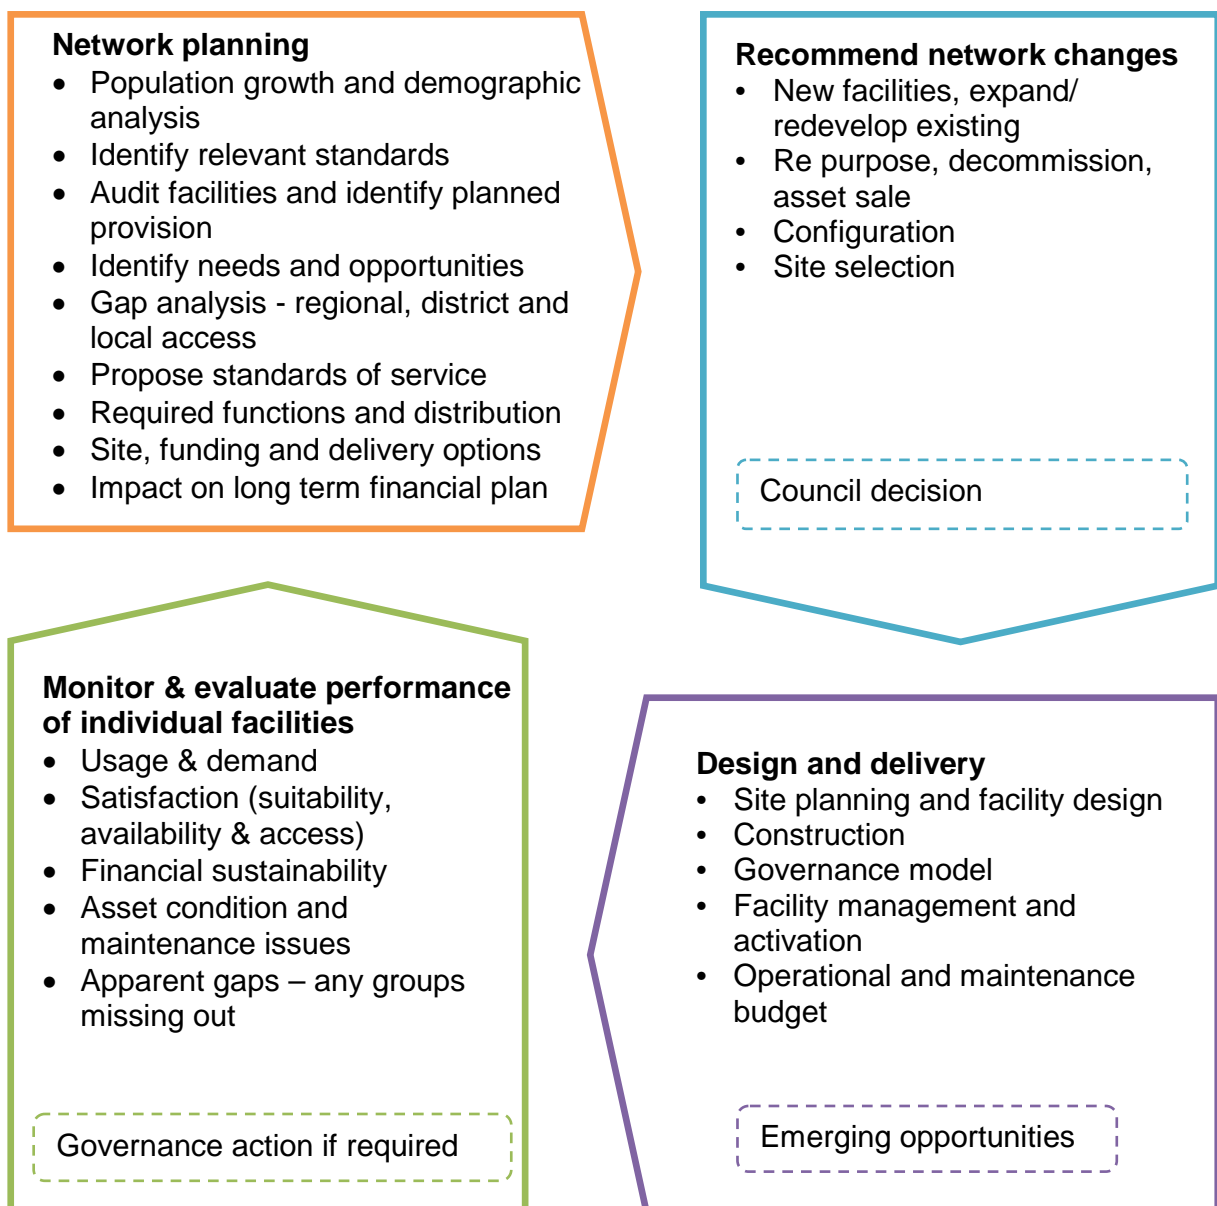 Network planning
• Population growth and demographic
analysis
• Identify relevant standards
• Audit facilities and identify planned
provision
• Identify needs and opportunities
• Gap analysis - regional, district and
local access
• Propose standards of service
• Required functions and distribution
• Site, funding and delivery options
• Impact on long term financial plan
Recommend network changes
• New facilities, expand/
redevelop existing
• Re purpose, decommission,
asset sale
• Configuration
• Site selection
Council decision
Design and delivery
• Site planning and facility design
• Construction
• Governance model
• Facility management and
activation
• Operational and maintenance
budget
Emerging opportunities
Monitor & evaluate performance
of individual facilities
• Usage & demand
• Satisfaction (suitability,
availability & access)
• Financial sustainability
• Asset condition and
maintenance issues
• Apparent gaps – any groups
missing out
Governance action if required